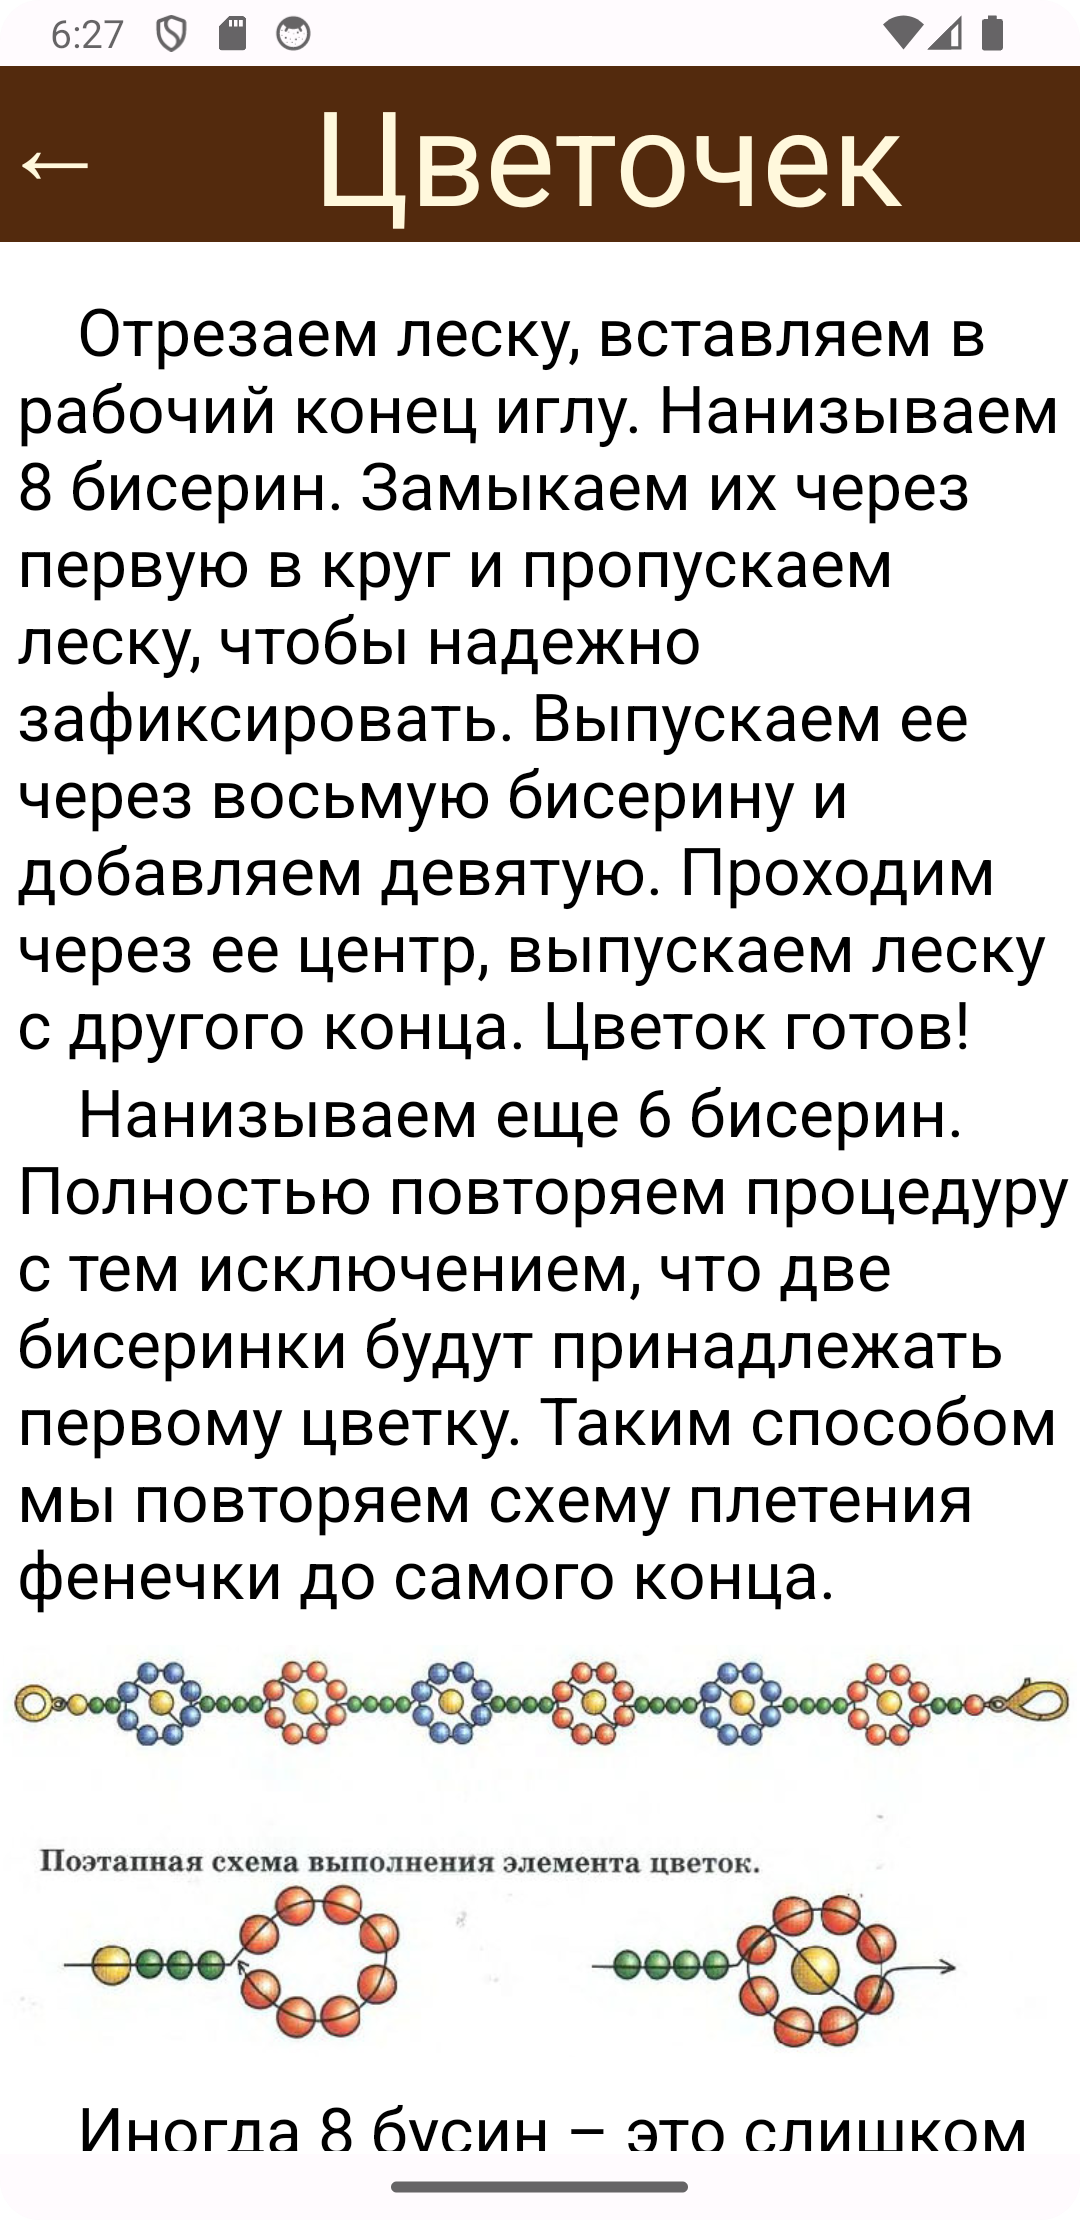 6:27
← Цветочек
Отрезаем леску, вставляем в
рабочий конец иглу. Нанизываем
8 бисерин. Замыкаем их через
первую в круг и пропускаем
леску, чтобы надежно
зафиксировать. Выпускаем ее
через восьмую бисерину и
добавляем девятую. Проходим
через ее центр, выпускаем леску
с другого конца. Цветок готов!
Нанизываем еще 6 бисерин.
Полностью повторяем процедуру
с тем исключением, что две
бисеринки будут принадлежать
первому цветку. Таким способом
мы повторяем схему плетения
фенечки до самого конца.
Поэтапная схема выполнения элемента цветок.
Иногда 8 бусин – это слишком